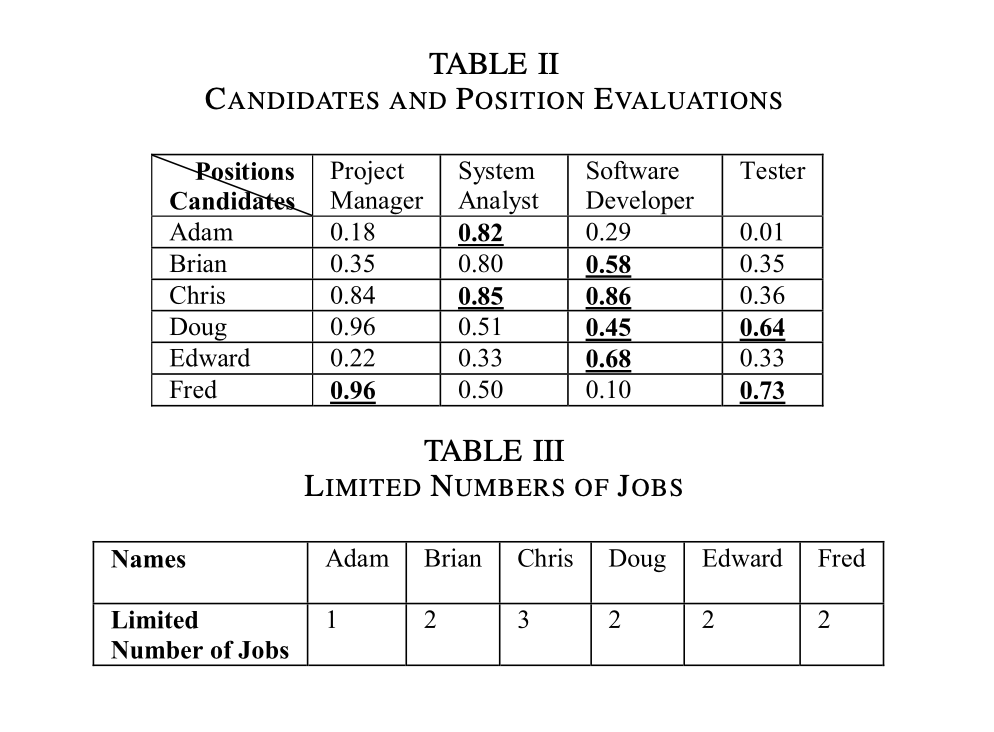 TABLE II
CANDIDATES AND POSITION EVALUATIONS
Positions
Candidates
Project Manager
System Analyst
Software Developer
Tester
Adam 0.18 0.82 0.29 0.01
Brian 0.35 0.80 0.58 0.35
Chris 0.84 0.85 0.86 0.36
Doug 0.96 0.51 0.45 0.64
Edward 0.22 0.33 0.68 0.33
Fred 0.96 0.50 0.10 0.73
TABLE III
LIMITED NUMBERS OF JOBS
Names Adam Brian Chris Doug Edward Fred
Limited Number of Jobs 1 2 3 2 2 2